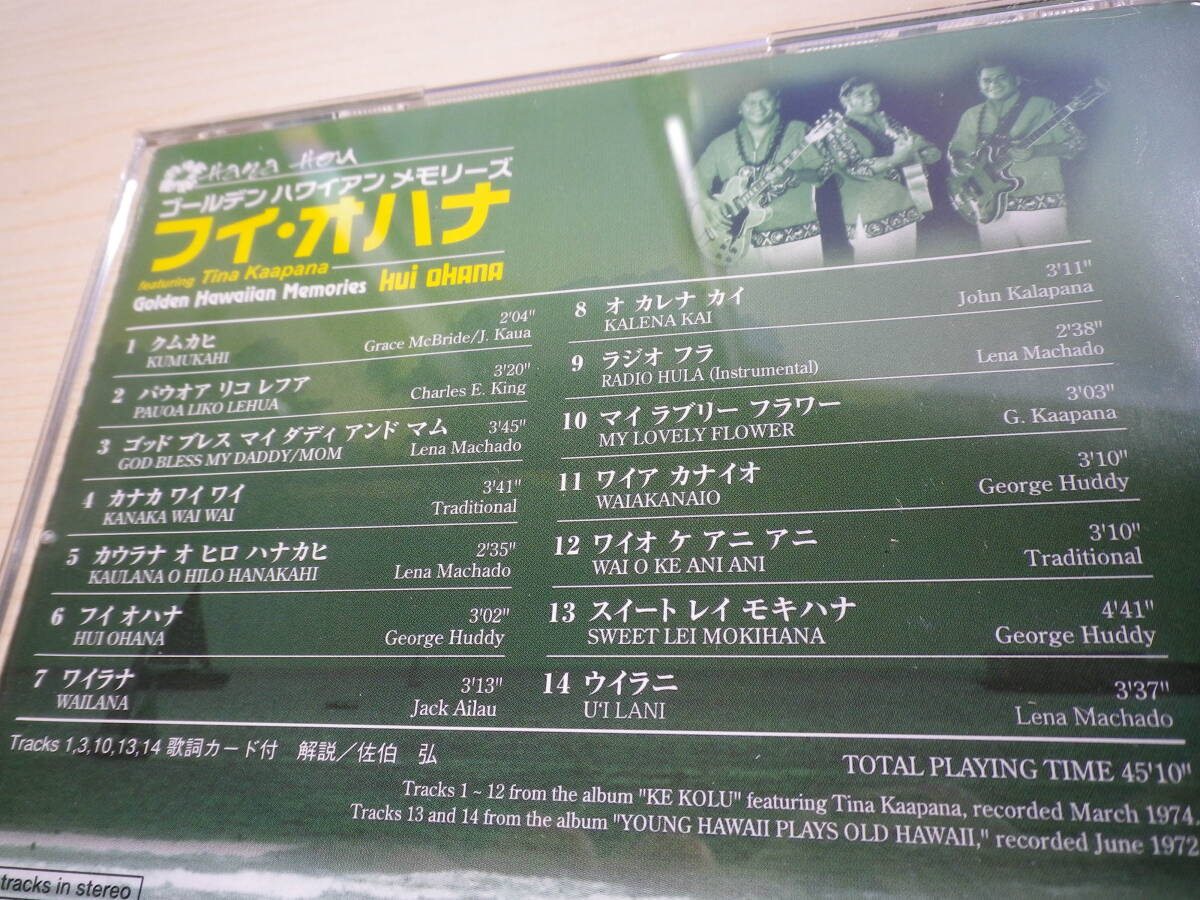 HANA HOU
ゴールデン ハワイアン メモリーズ
フイ・オハナ
featuring Tina Kaapana
Golden Hawaiian Memories HUI OHANA
1 クムカヒ 2'04"
KUMUKAHI Grace McBride/J. Kaua
2 パウオア リコ レフア 3'20"
PAUOA LIKO LEHUA Charles E. King
3 ゴッド ブレス マイ ダディ アンド マム 3'45"
GOD BLESS MY DADDY/MOM Lena Machado
4 カナカ ワイ ワイ 3'41"
KANAKA WAI WAI Traditional
5 カウラナ オ ヒロ ハナカヒ 2'35"
KAULANA O HILO HANAKAHI Lena Machado
6 フイ オハナ 3'02"
HUI OHANA George Huddy
7 ワイラナ 3'13"
WAILANA Jack Ailau
8 オ カレナ カイ 3'11"
KALENA KAI John Kalapana
9 ラジオ フラ 2'38"
RADIO HULA (Instrumental) Lena Machado
10 マイ ラブリー フラワー 3'03"
MY LOVELY FLOWER G. Kaapana
11 ワイア カナイオ 3'10"
WAIAKANAIO George Huddy
12 ワイオ ケ アニ アニ 3'10"
WAI O KE ANI ANI Traditional
13 スイート レイ モキハナ 4'41"
SWEET LEI MOKIHANA George Huddy
14 ウイラニ 3'37"
U'I LANI Lena Machado
Tracks 1,3,10,13,14 歌詞カード付 解説／佐伯 弘
TOTAL PLAYING TIME 45'10"
Tracks 1 ~ 12 from the album "KE KOLU" featuring Tina Kaapana, recorded March 1974.
Tracks 13 and 14 from the album "YOUNG HAWAII PLAYS OLD HAWAII," recorded June 1972
tracks in stereo